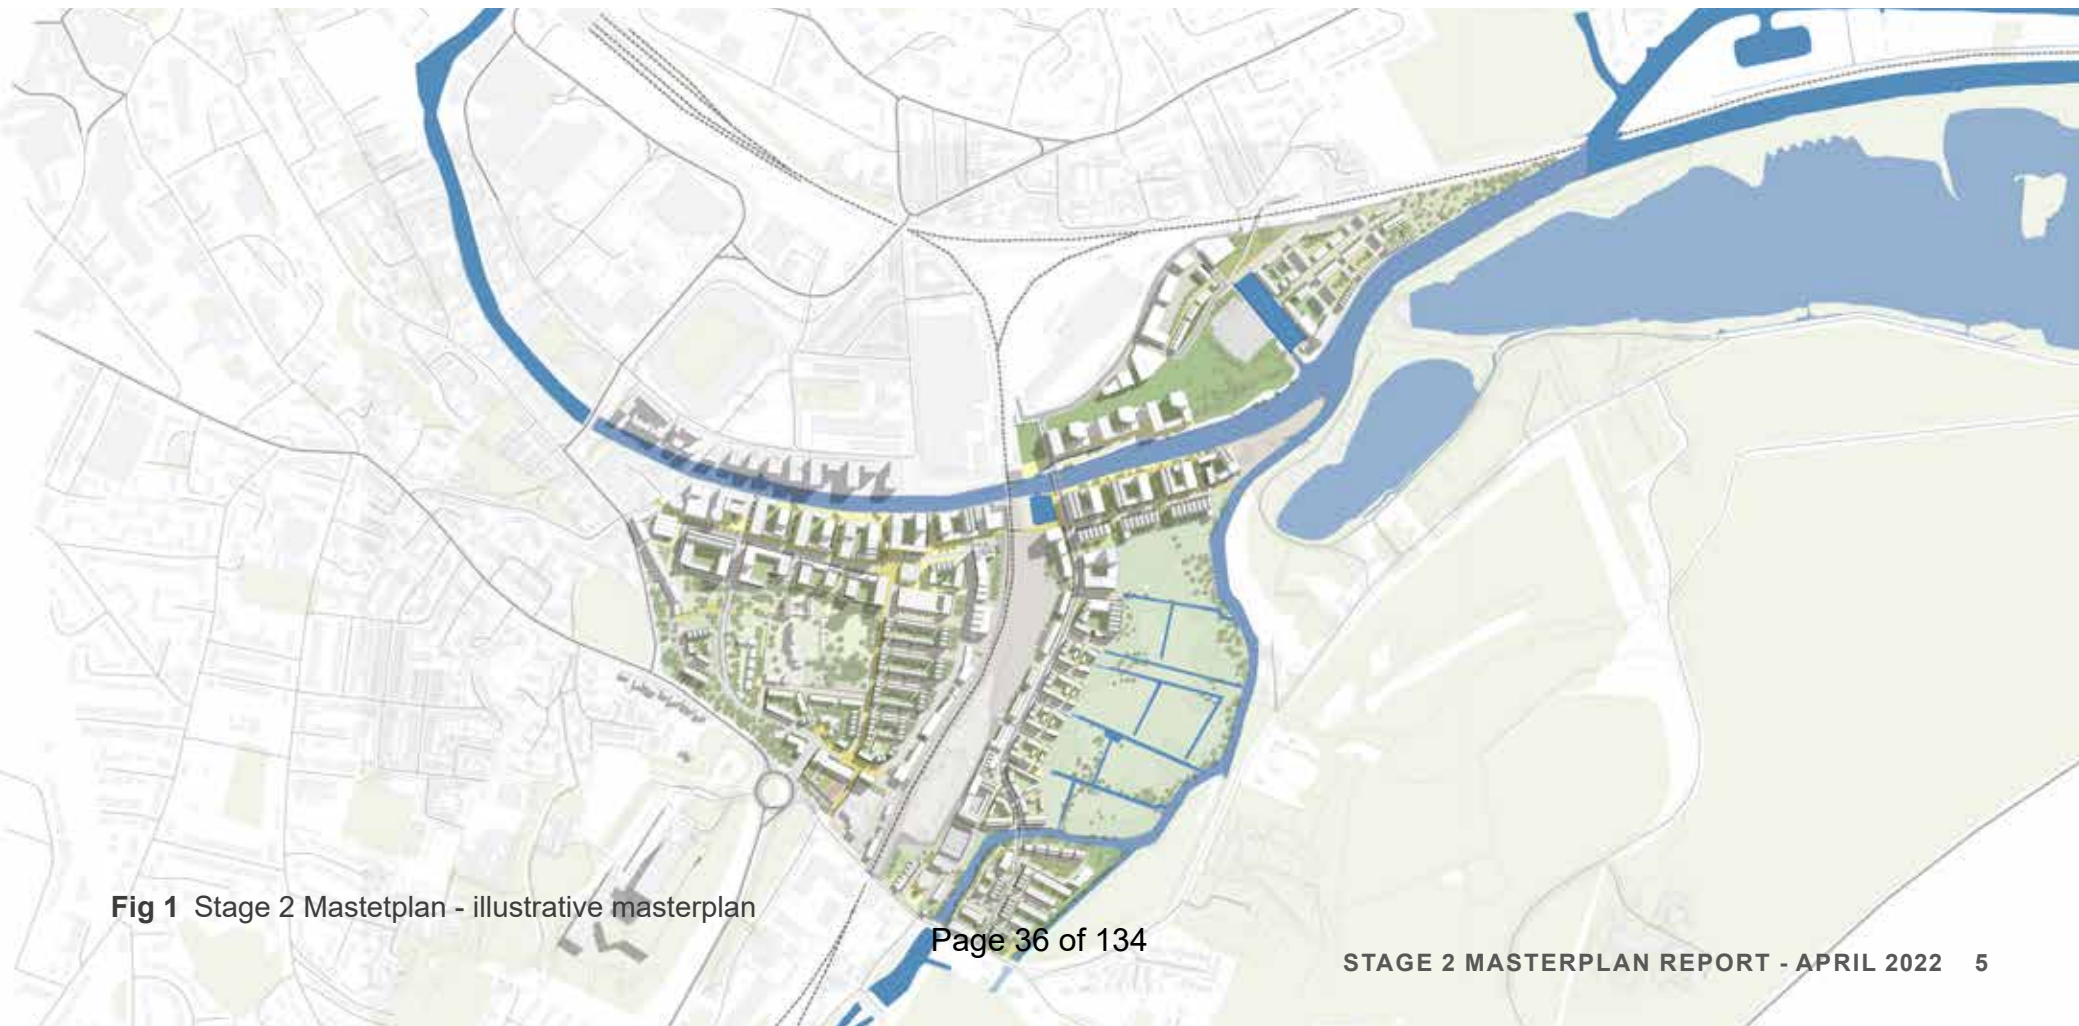 Fig 1 Stage 2 Mastetplan - illustrative masterplan
Page 36 of 134
STAGE 2 MASTERPLAN REPORT - APRIL 2022 5